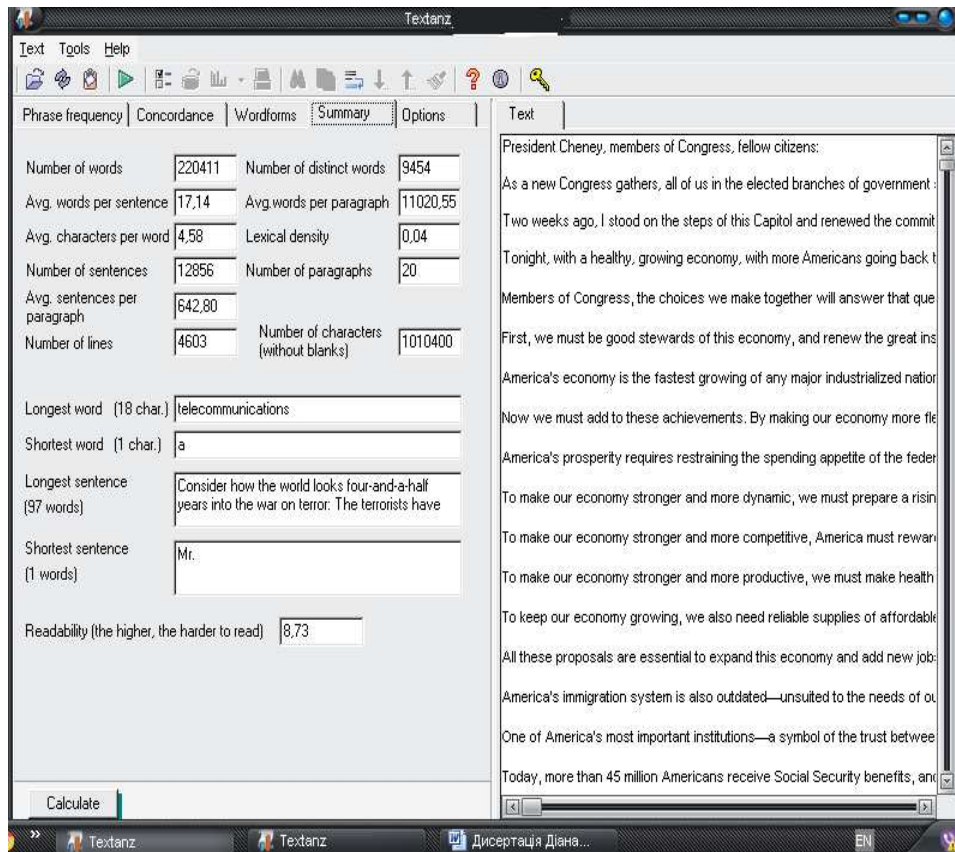 Textanz
Text Tools Help
Phrase frequency Concordance Wordforms Summary Options
Number of words 220411 Number of distinct words 9454
Avg. words per sentence 17,14 Avg.words per paragraph 11020,55
Avg. characters per word 4,58 Lexical density 0,04
Number of sentences 12856 Number of paragraphs 20
Avg. sentences per
paragraph 642,80
Number of lines 4603 Number of characters
(without blanks) 1010400
Longest word (18 char.) telecommunications
Shortest word (1 char.) a
Longest sentence
(97 words)
Consider how the world looks four-and-a-half
years into the war on terror: The terrorists have
Shortest sentence
(1 words)
Mr.
Readability (the higher, the harder to read) 8,73
Calculate
Text
President Cheney, members of Congress, fellow citizens:
As a new Congress gathers, all of us in the elected branches of government
Two weeks ago, I stood on the steps of this Capitol and renewed the commit
Tonight, with a healthy, growing economy, with more Americans going back t
Members of Congress, the choices we make together will answer that que
First, we must be good stewards of this economy, and renew the great ins
America's economy is the fastest growing of any major industrialized nation
Now we must add to these achievements. By making our economy more fle
America's prosperity requires restraining the spending appetite of the feder
To make our economy stronger and more dynamic, we must prepare a risin
To make our economy stronger and more competitive, America must reward
To make our economy stronger and more productive, we must make health
To keep our economy growing, we also need reliable supplies of affordable
All these proposals are essential to expand this economy and add new job
America's immigration system is also outdated—unsuited to the needs of ou
One of America's most important institutions—a symbol of the trust betwee
Today, more than 45 million Americans receive Social Security benefits, and
» Textanz Textanz Дисертація Діана... EN